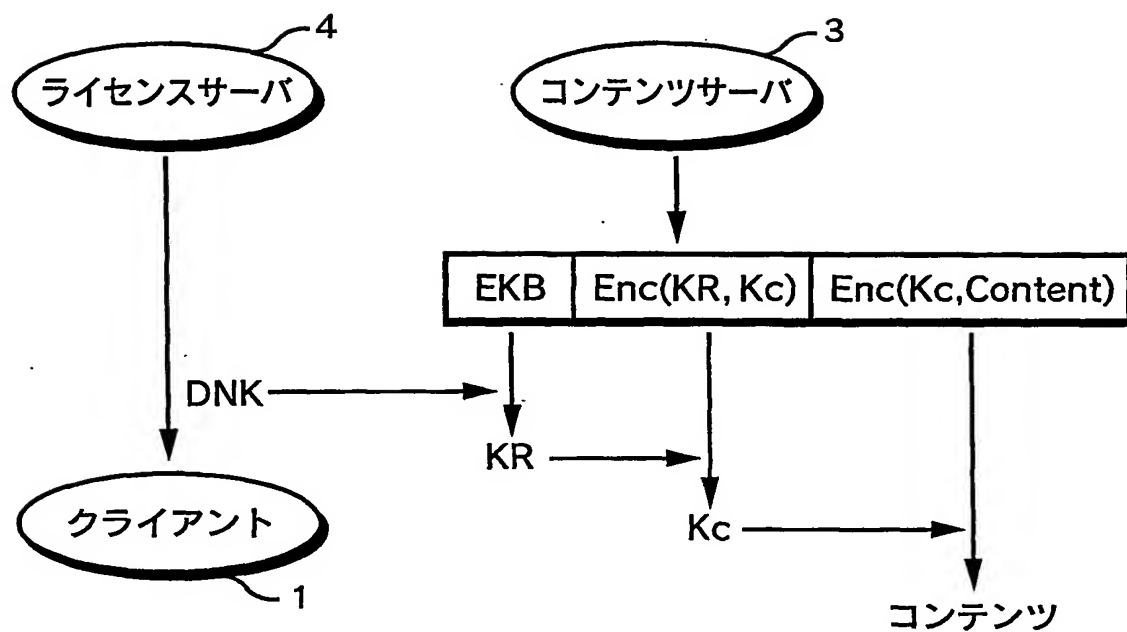 4
ライセンスサーバ
3
コンテンツサーバ
EKB
Enc(KR, Kc)
Enc(Kc,Content)
DNK
KR
Kc
クライアント
1
コンテンツ